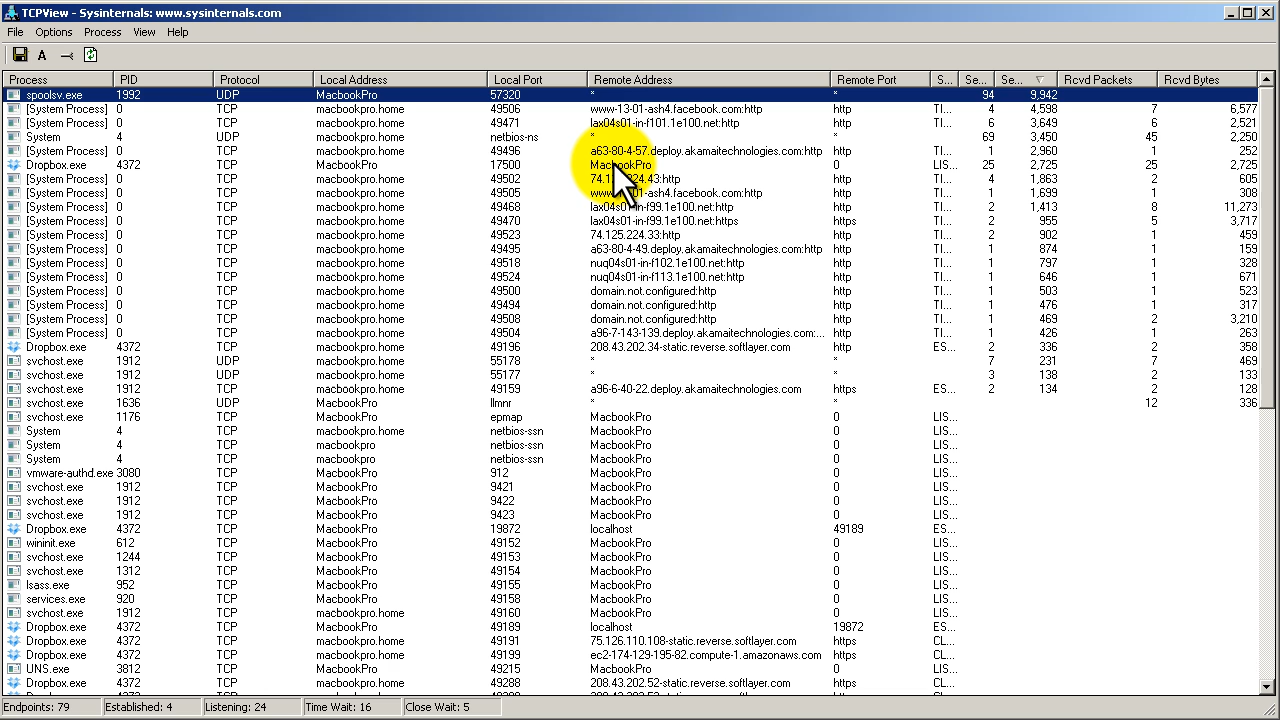 TCPView - Sysinternals: www.sysinternals.com
File Options Process View Help
A
Process PID Protocol Local Address Local Port Remote Address Remote Port S... Se... Se... Rcvd Packets Rcvd Bytes
spoolsv.exe 1992 UDP MacbookPro 57320 * * 94 9,942
[System Process] 0 TCP macbookpro.home 49506 www-13-01-ash4.facebook.com:http http TI... 4 4,598 7 6,577
[System Process] 0 TCP macbookpro.home 49471 lax04s01-in-f101.1e100.net:http http TI... 6 3,649 6 2,521
System 4 UDP macbookpro.home netbios-ns * * 69 3,450 45 2,250
[System Process] 0 TCP macbookpro.home 49496 a63-80-4-57.deploy.akamaitechnologies.com:http http TI... 1 2,960 1 252
Dropbox.exe 4372 TCP MacbookPro 17500 MacbookPro 0 LIS... 25 2,725 25 2,725
[System Process] 0 TCP macbookpro.home 49502 http TI... 4 1,863 2 605
[System Process] 0 TCP macbookpro.home 49505 http TI... 1 1,699 1 308
[System Process] 0 TCP macbookpro.home 49468 lax04s01-in-f99.1e100.net:http http TI... 2 1,413 8 11,273
[System Process] 0 TCP macbookpro.home 49470 lax04s01-in-f99.1e100.net:https https TI... 2 955 5 3,717
[System Process] 0 TCP macbookpro.home 49523 74.125.224.33:http http TI... 2 902 1 459
[System Process] 0 TCP macbookpro.home 49495 a63-80-4-49.deploy.akamaitechnologies.com:http http TI... 1 874 1 159
[System Process] 0 TCP macbookpro.home 49518 nuq04s01-in-f102.1e100.net:http http TI... 1 797 1 328
[System Process] 0 TCP macbookpro.home 49524 nuq04s01-in-f113.1e100.net:http http TI... 1 646 1 671
[System Process] 0 TCP macbookpro.home 49500 domain.not.configured:http http TI... 1 503 1 523
[System Process] 0 TCP macbookpro.home 49494 domain.not.configured:http http TI... 1 476 1 317
[System Process] 0 TCP macbookpro.home 49508 domain.not.configured:http http TI... 1 469 2 3,210
[System Process] 0 TCP macbookpro.home 49504 a96-7-143-139.deploy.akamaitechnologies.com:... http TI... 1 426 1 263
Dropbox.exe 4372 TCP macbookpro.home 49196 208.43.202.34-static.reverse.softlayer.com http ES... 2 336 2 358
svchost.exe 1912 UDP macbookpro.home 55178 * * 7 231 7 469
svchost.exe 1912 UDP macbookpro.home 55177 * * 3 138 2 133
svchost.exe 1912 TCP macbookpro.home 49159 a96-6-40-22.deploy.akamaitechnologies.com https ES... 2 134 2 128
svchost.exe 1636 UDP MacbookPro llmnr * * 12 336
svchost.exe 1176 TCP MacbookPro epmap MacbookPro 0 LIS...
System 4 TCP macbookpro.home netbios-ssn MacbookPro 0 LIS...
System 4 TCP macbookpro netbios-ssn MacbookPro 0 LIS...
System 4 TCP macbookpro netbios-ssn MacbookPro 0 LIS...
vmware-authd.exe 3080 TCP MacbookPro 912 MacbookPro 0 LIS...
svchost.exe 1912 TCP MacbookPro 9421 MacbookPro 0 LIS...
svchost.exe 1912 TCP MacbookPro 9422 MacbookPro 0 LIS...
svchost.exe 1912 TCP MacbookPro 9423 MacbookPro 0 LIS...
Dropbox.exe 4372 TCP MacbookPro 19872 localhost 49189 ES...
wininit.exe 612 TCP MacbookPro 49152 MacbookPro 0 LIS...
svchost.exe 1244 TCP MacbookPro 49153 MacbookPro 0 LIS...
svchost.exe 1312 TCP MacbookPro 49154 MacbookPro 0 LIS...
lsass.exe 952 TCP MacbookPro 49155 MacbookPro 0 LIS...
services.exe 920 TCP MacbookPro 49158 MacbookPro 0 LIS...
svchost.exe 1912 TCP macbookpro.home 49160 MacbookPro 0 LIS...
Dropbox.exe 4372 TCP MacbookPro 49189 localhost 19872 ES...
Dropbox.exe 4372 TCP macbookpro.home 49191 75.126.110.108-static.reverse.softlayer.com https CL...
Dropbox.exe 4372 TCP macbookpro.home 49199 ec2-174-129-195-82.compute-1.amazonaws.com https CL...
UNS.exe 3812 TCP MacbookPro 49215 MacbookPro 0 LIS...
Dropbox.exe 4372 TCP macbookpro.home 49288 208.43.202.52-static.reverse.softlayer.com https CL...
Endpoints: 79 Established: 4 Listening: 24 Time Wait: 16 Close Wait: 5